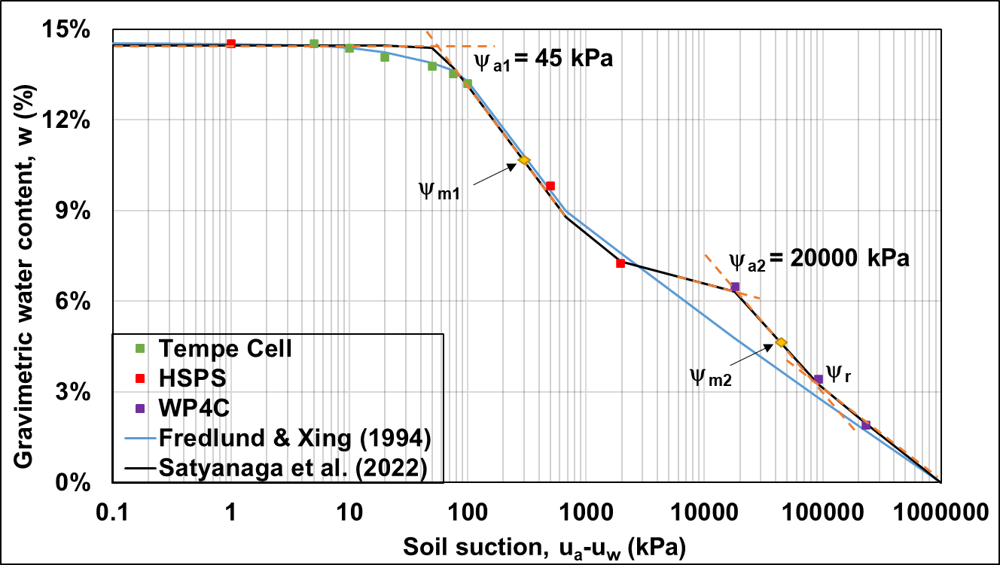 15%
12%
9%
6%
3%
0%
Gravimetric water content, w (%)
ψa1 = 45 kPa
ψm1
ψa2 = 20000 kPa
ψm2
ψr
Tempe Cell
HSPS
WP4C
Fredlund & Xing (1994)
Satyanaga et al. (2022)
0.1 1 10 100 1000 10000 100000 1000000
Soil suction, ua-uw (kPa)